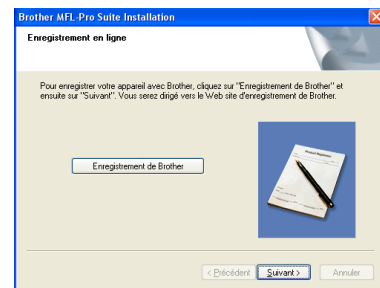 Brother MFL-Pro Suite Installation
Enregistrement en ligne
Pour enregistrer votre appareil avec Brother, cliquez sur "Enregistrement de Brother" et
ensuite sur "Suivant". Vous serez dirigé vers le Web site d'enregistrement de Brother.
Product Registration
Enregistrement de Brother
< Précédent
Suivant >
Annuler